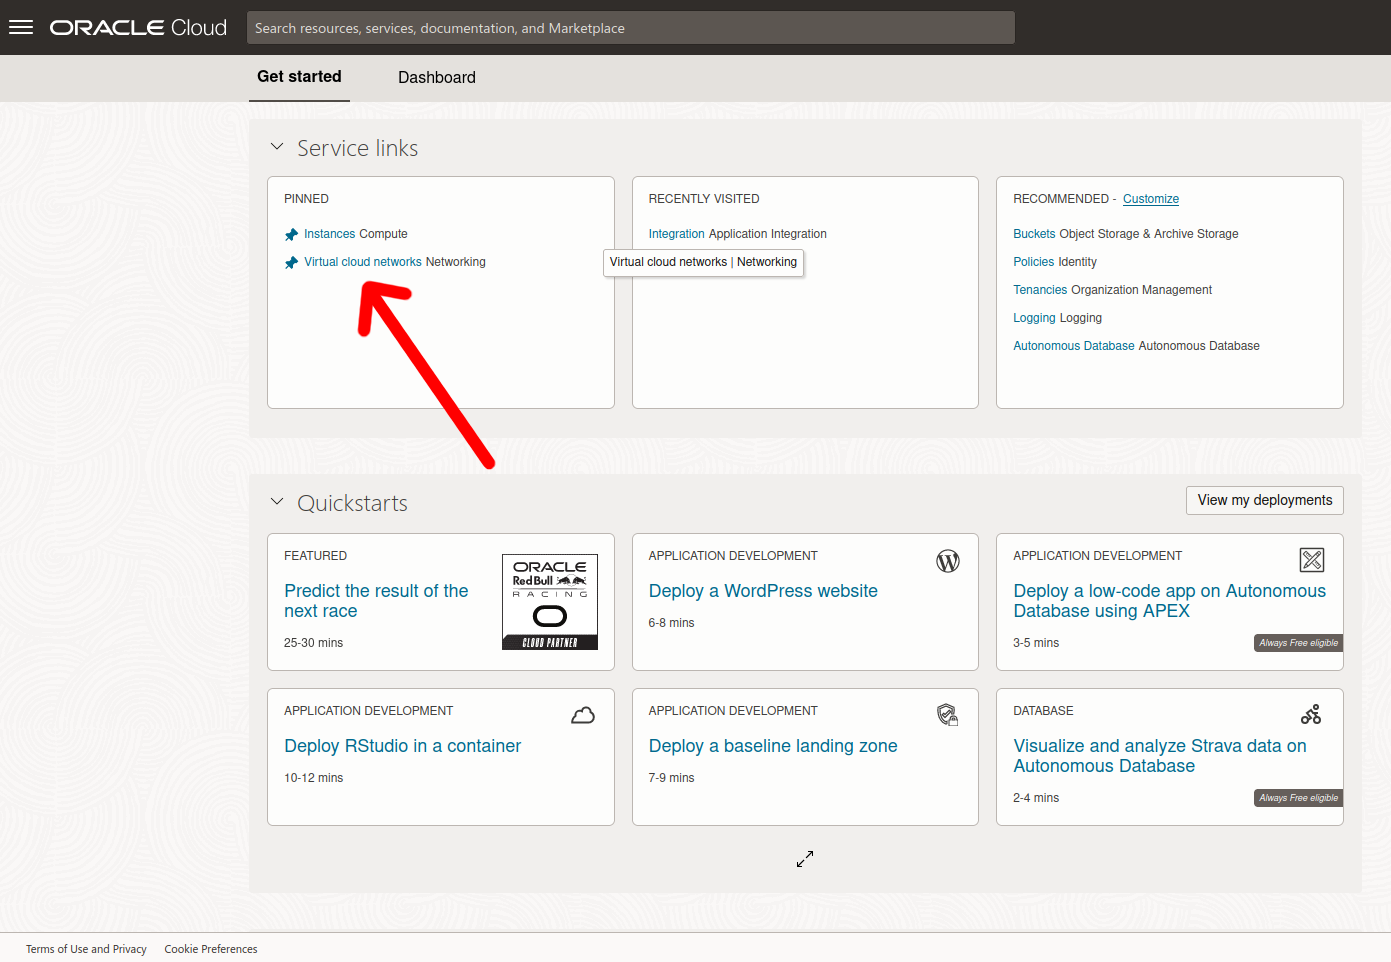 ORACLE Cloud
Search resources, services, documentation, and Marketplace
Get started
Dashboard
Service links
PINNED
Instances Compute
Virtual cloud networks Networking
RECENTLY VISITED
Integration Application Integration
Virtual cloud networks | Networking
RECOMMENDED - Customize
Buckets Object Storage & Archive Storage
Policies Identity
Tenancies Organization Management
Logging Logging
Autonomous Database Autonomous Database
Quickstarts
View my deployments
FEATURED
Predict the result of the
next race
25-30 mins
ORACLE
Red Bull
RACING
CLOUD PARTNER
APPLICATION DEVELOPMENT
Deploy a WordPress website
6-8 mins
APPLICATION DEVELOPMENT
Deploy a low-code app on Autonomous
Database using APEX
3-5 mins
Always Free eligible
APPLICATION DEVELOPMENT
Deploy RStudio in a container
10-12 mins
APPLICATION DEVELOPMENT
Deploy a baseline landing zone
7-9 mins
DATABASE
Visualize and analyze Strava data on
Autonomous Database
2-4 mins
Always Free eligible
Terms of Use and Privacy
Cookie Preferences